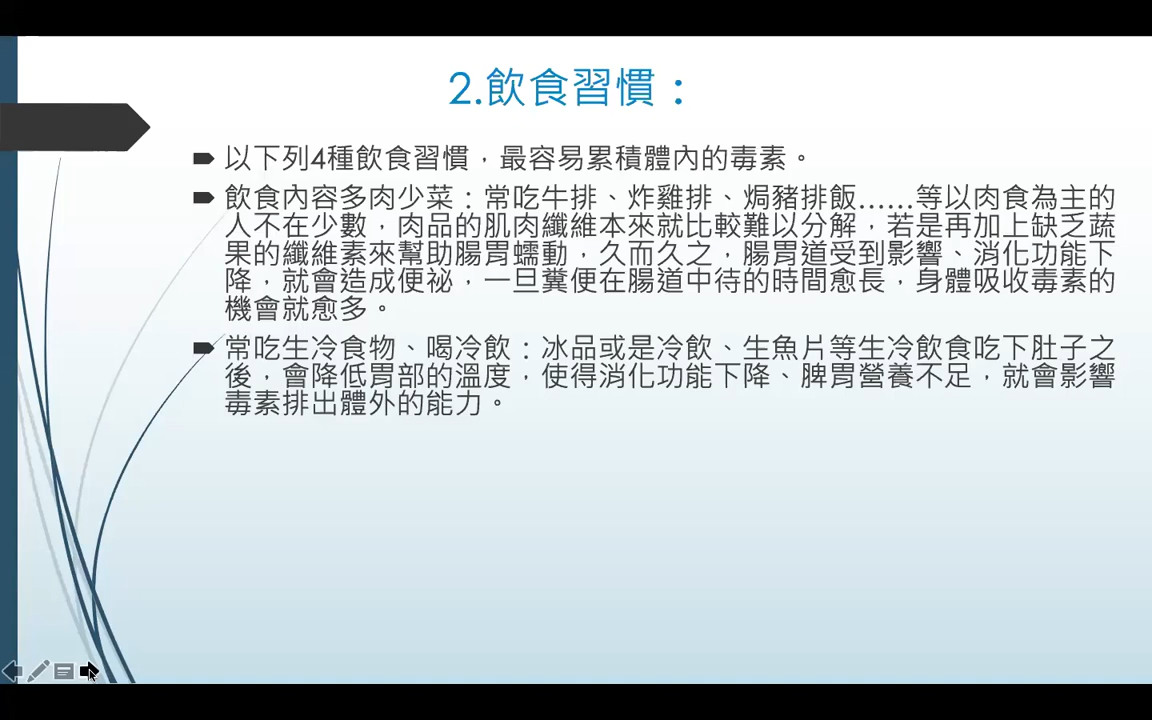 2.飲食習慣：
以下列4種飲食習慣，最容易累積體內的毒素。
飲食內容多肉少菜：常吃牛排、炸雞排、焗豬排飯……等以肉食為主的
人不在少數，肉品的肌肉纖維本來就比較難以分解，若是再加上缺乏蔬
果的纖維素來幫助腸胃蠕動，久而久之，腸胃道受到影響、消化功能下
降，就會造成便祕，一旦糞便在腸道中待的時間愈長，身體吸收毒素的
機會就愈多。
常吃生冷食物、喝冷飲：冰品或是冷飲、生魚片等生冷飲食吃下肚子之
後，會降低胃部的溫度，使得消化功能下降、脾胃營養不足，就會影響
毒素排出體外的能力。